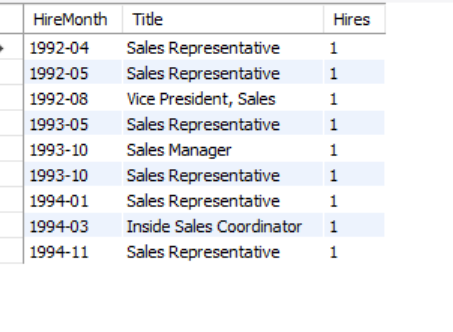 HireMonth Title Hires
1992-04 Sales Representative 1
1992-05 Sales Representative 1
1992-08 Vice President, Sales 1
1993-05 Sales Representative 1
1993-10 Sales Manager 1
1993-10 Sales Representative 1
1994-01 Sales Representative 1
1994-03 Inside Sales Coordinator 1
1994-11 Sales Representative 1